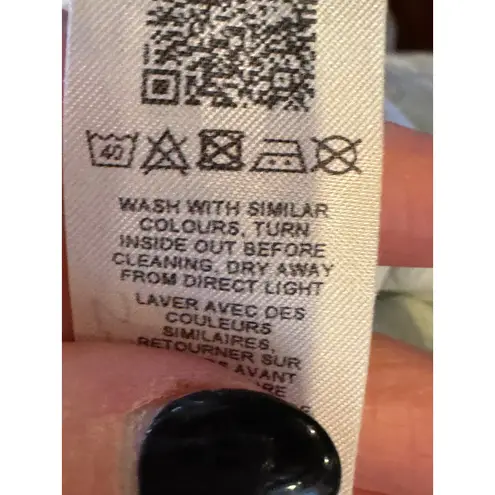 40
WASH WITH SIMILAR
COLOURS, TURN
INSIDE OUT BEFORE
CLEANING, DRY AWAY
FROM DIRECT LIGHT
LAVER AVEC DES
COULEURS
SIMILAIRES,
RETOURNER SUR
AVANT